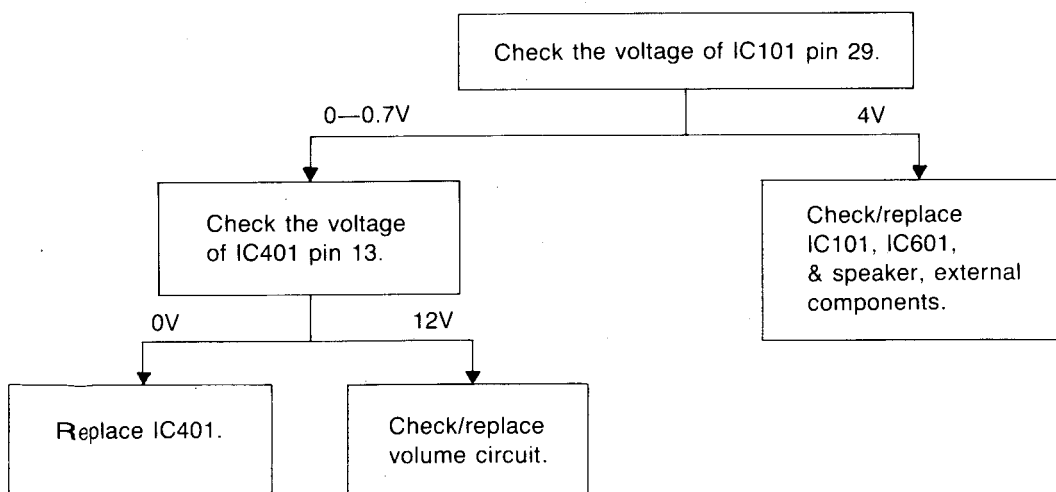 Check the voltage of IC101 pin 29.
0—0.7V
4V
Check the voltage
of IC401 pin 13.
Check/replace
IC101, IC601,
& speaker, external
components.
0V
12V
Replace IC401.
Check/replace
volume circuit.